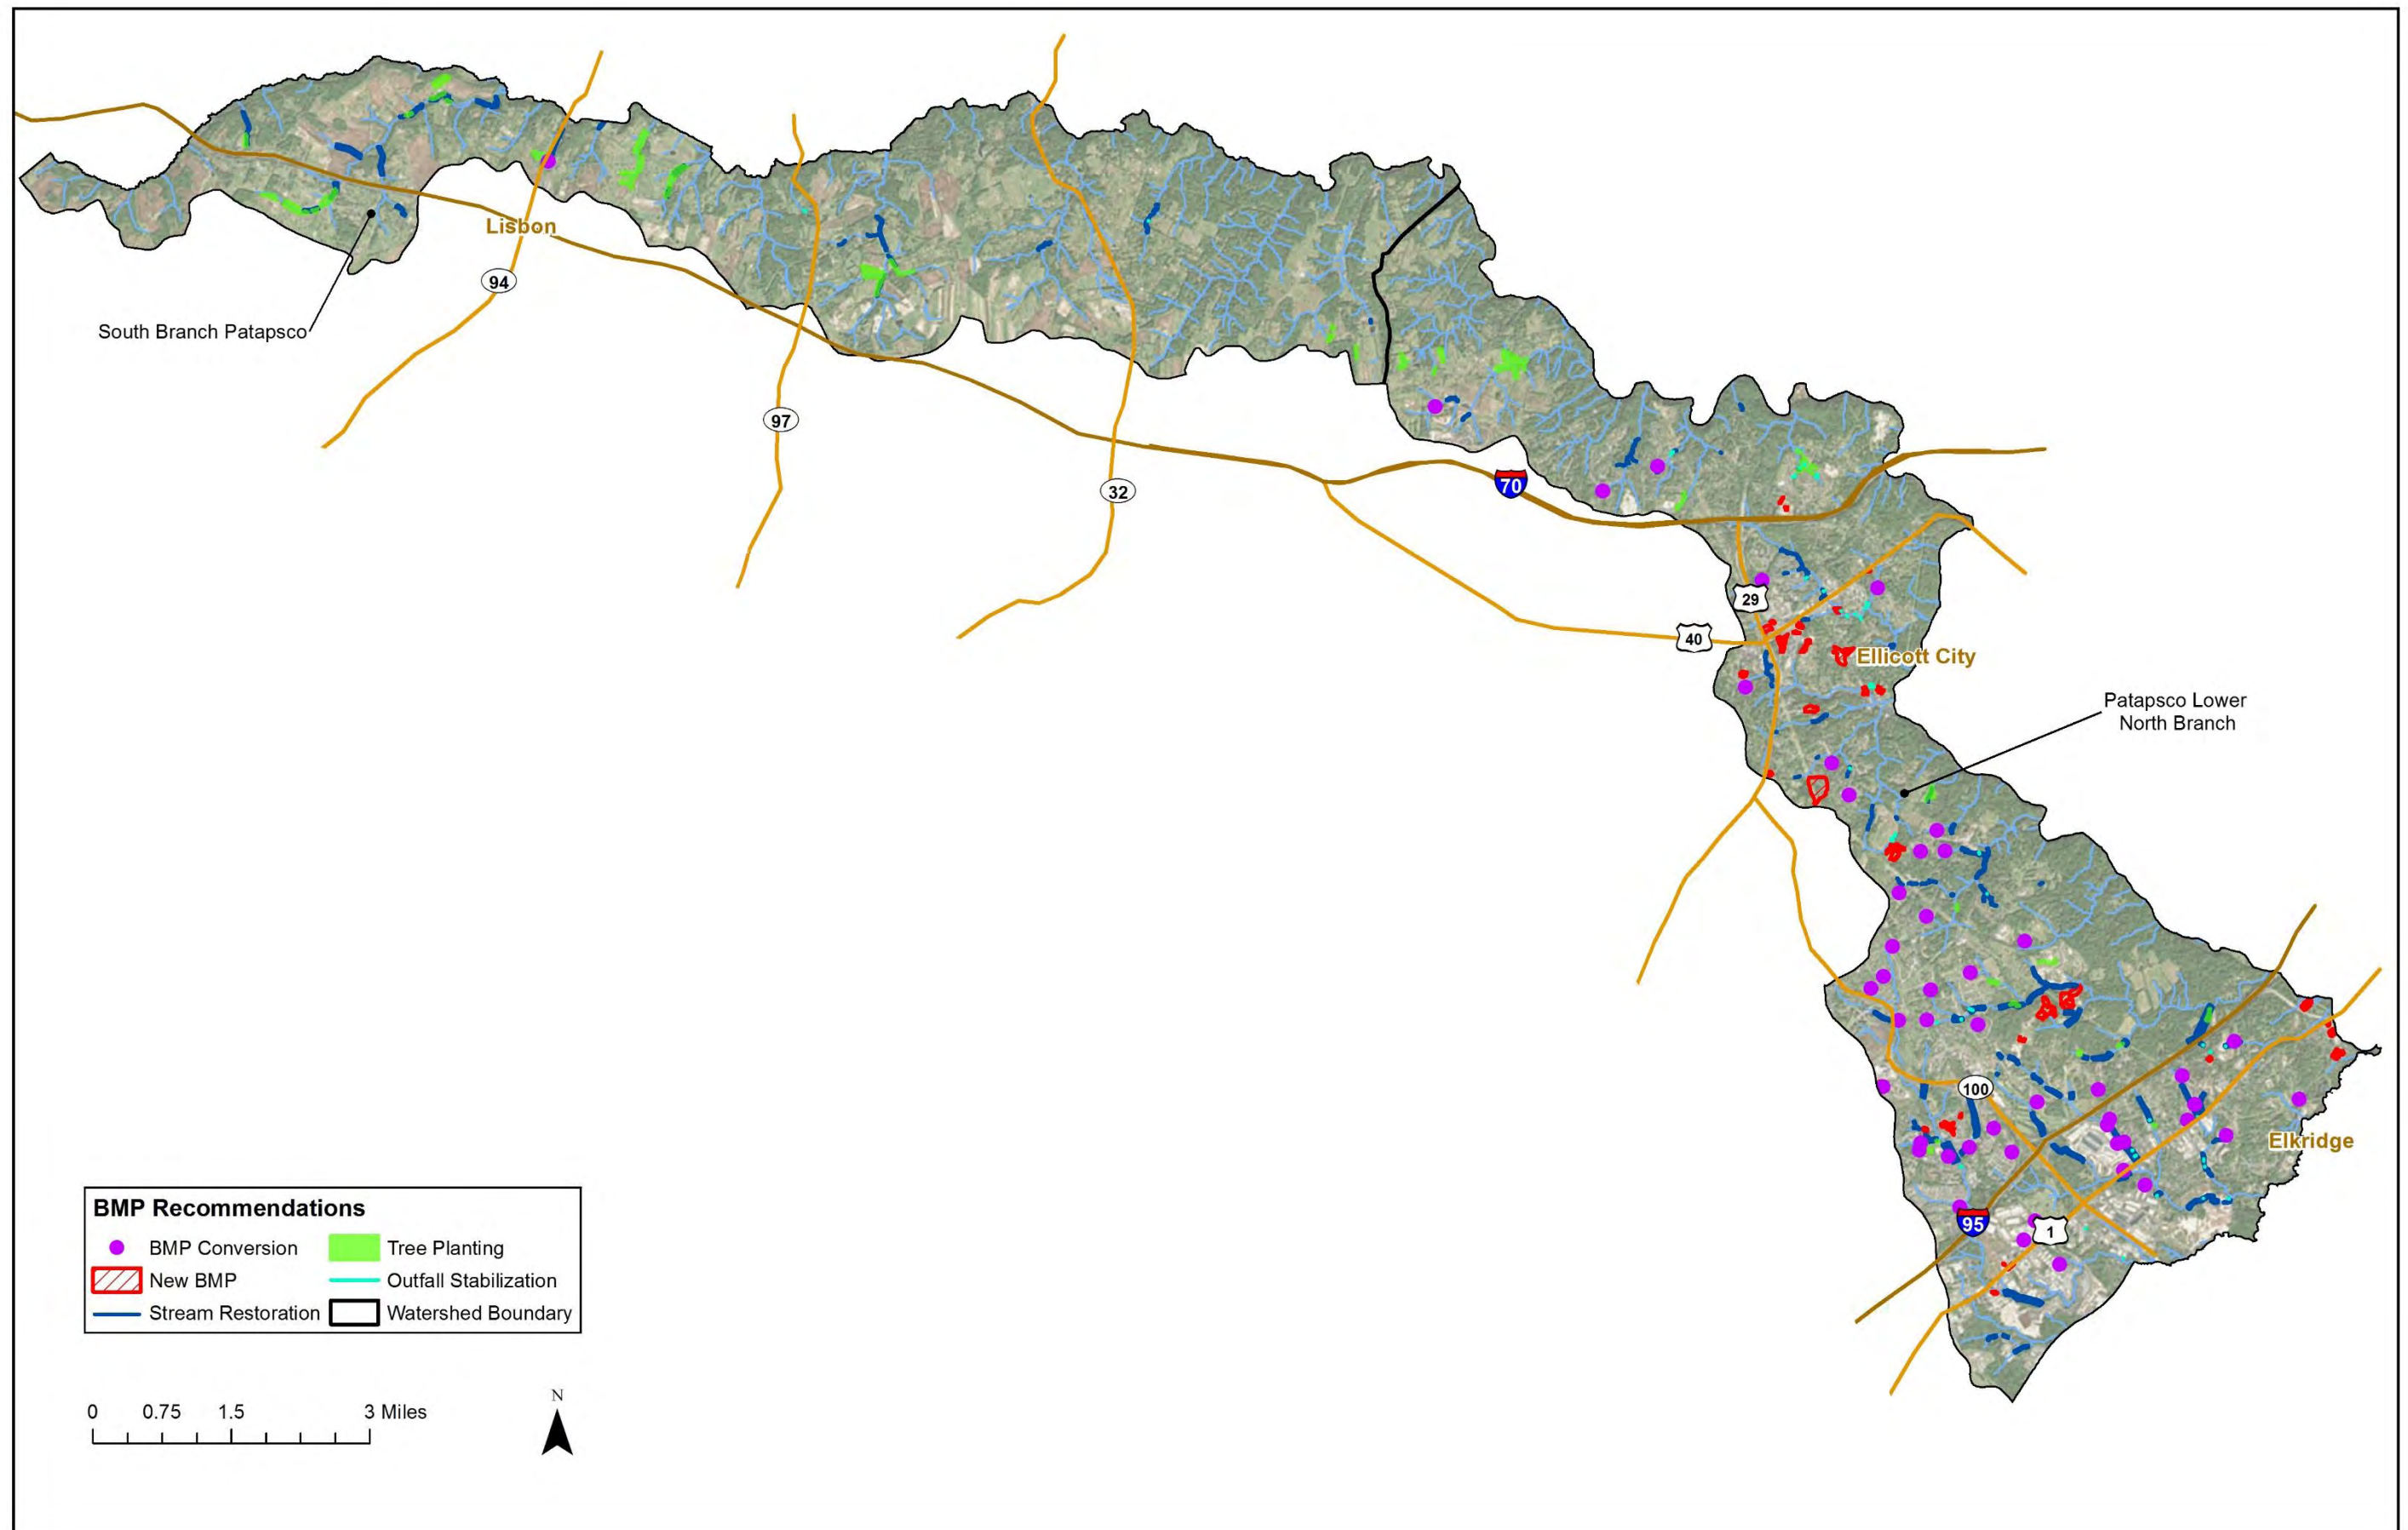 Lisbon
94
South Branch Patapsco
97
32
70
29
40
Ellicott City
Patapsco Lower
North Branch
100
Elkridge
95
1
BMP Recommendations
BMP Conversion
Tree Planting
New BMP
Outfall Stabilization
Stream Restoration
Watershed Boundary
N
0 0.75 1.5 3 Miles